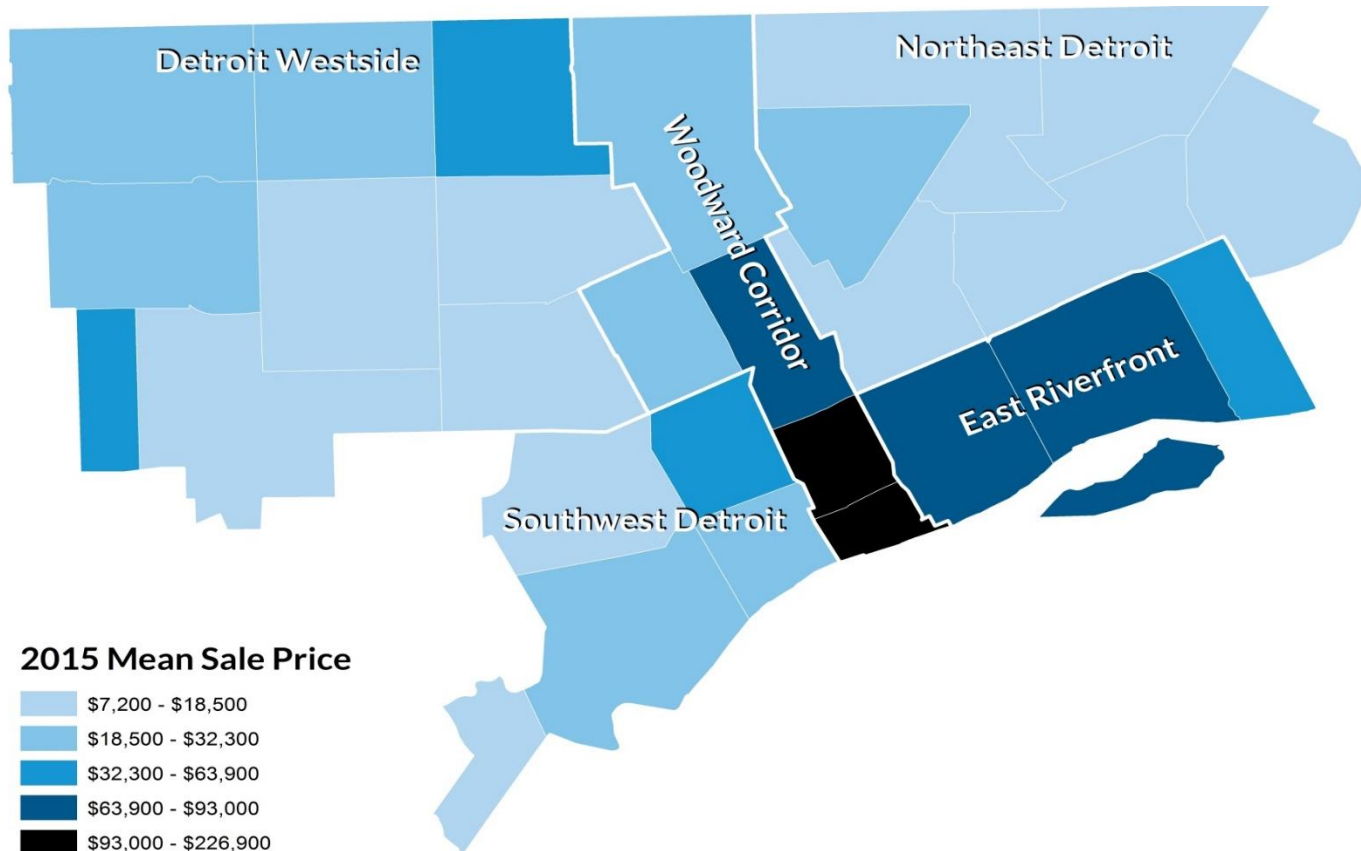 Detroit Westside
Northeast Detroit
Woodward Corridor
East Riverfront
Southwest Detroit
2015 Mean Sale Price
$7,200 - $18,500
$18,500 - $32,300
$32,300 - $63,900
$63,900 - $93,000
$93,000 - $226,900